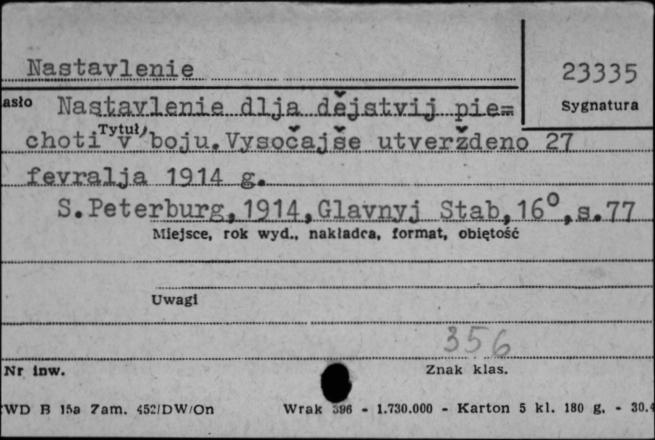 Nastavlenie
23335
asło Nastavlenie dlja dějstvij pie=
Sygnatura
choti v boju. Vysočajše utverždeno 27
Tytuł
fevralja 1914 g.
S. Peterburg, 1914, Glavnyj Stab, 16°, s. 77
Miejsce, rok wyd., nakładca, format, obiętość
Uwagi
356
Nr inw.
Znak klas.
WD B 15a Zam. 452/DW/On Wrak 396 - 1.730.000 - Karton 5 kl. 180 g. - 30.4